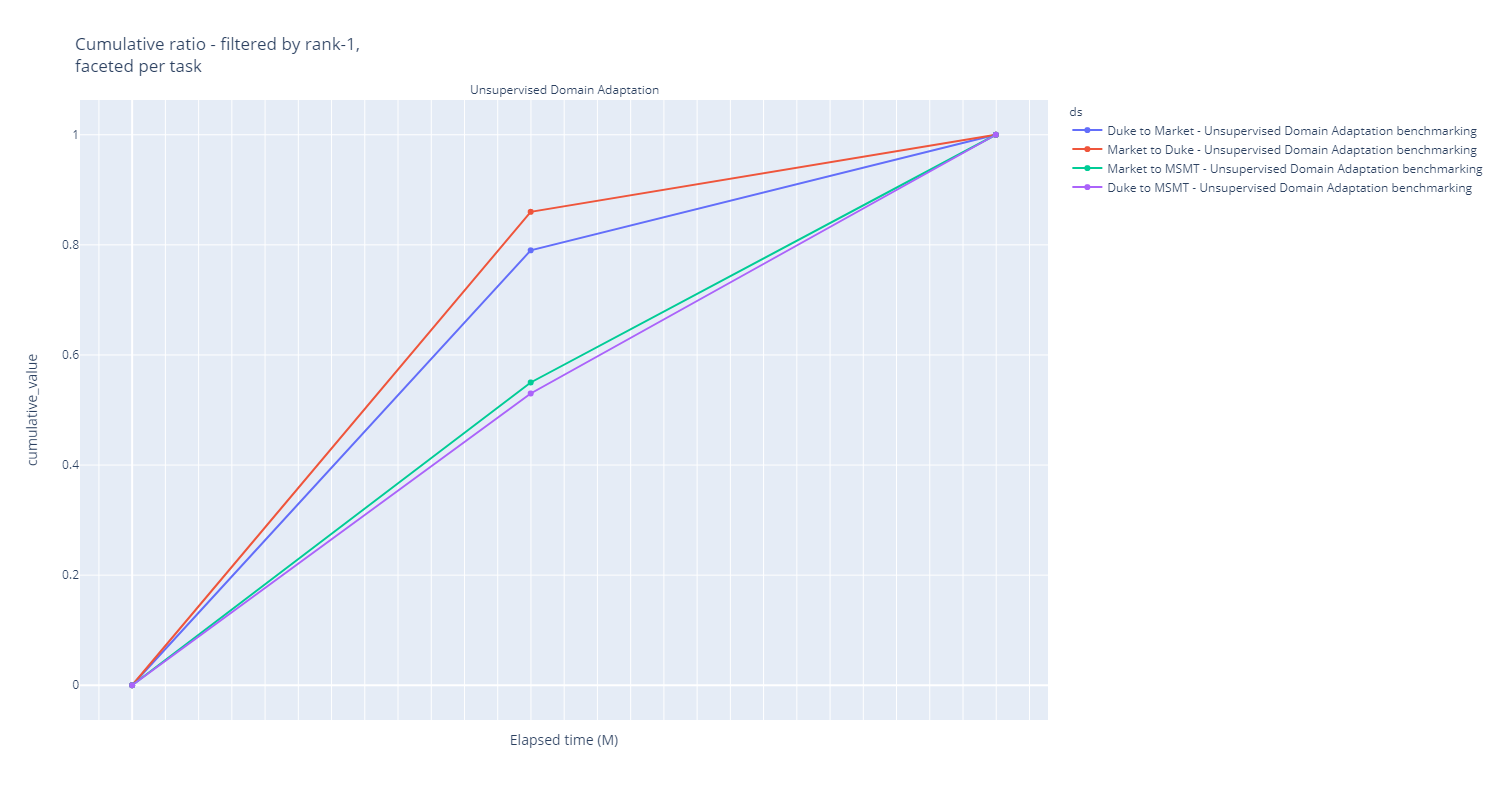 Cumulative ratio - filtered by rank-1,
faceted per task
Unsupervised Domain Adaptation
ds
Duke to Market - Unsupervised Domain Adaptation benchmarking
Market to Duke - Unsupervised Domain Adaptation benchmarking
Market to MSMT - Unsupervised Domain Adaptation benchmarking
Duke to MSMT - Unsupervised Domain Adaptation benchmarking
1
0.8
0.6
0.4
0.2
0
cumulative_value
Elapsed time (M)